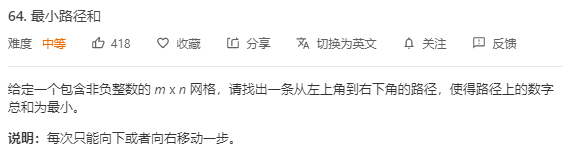 64. 最小路径和
难度 中等 418 收藏 分享 切换为英文 关注 反馈
给定一个包含非负整数的 m x n 网格，请找出一条从左上角到右下角的路径，使得路径上的数字
总和为最小。
说明：每次只能向下或者向右移动一步。